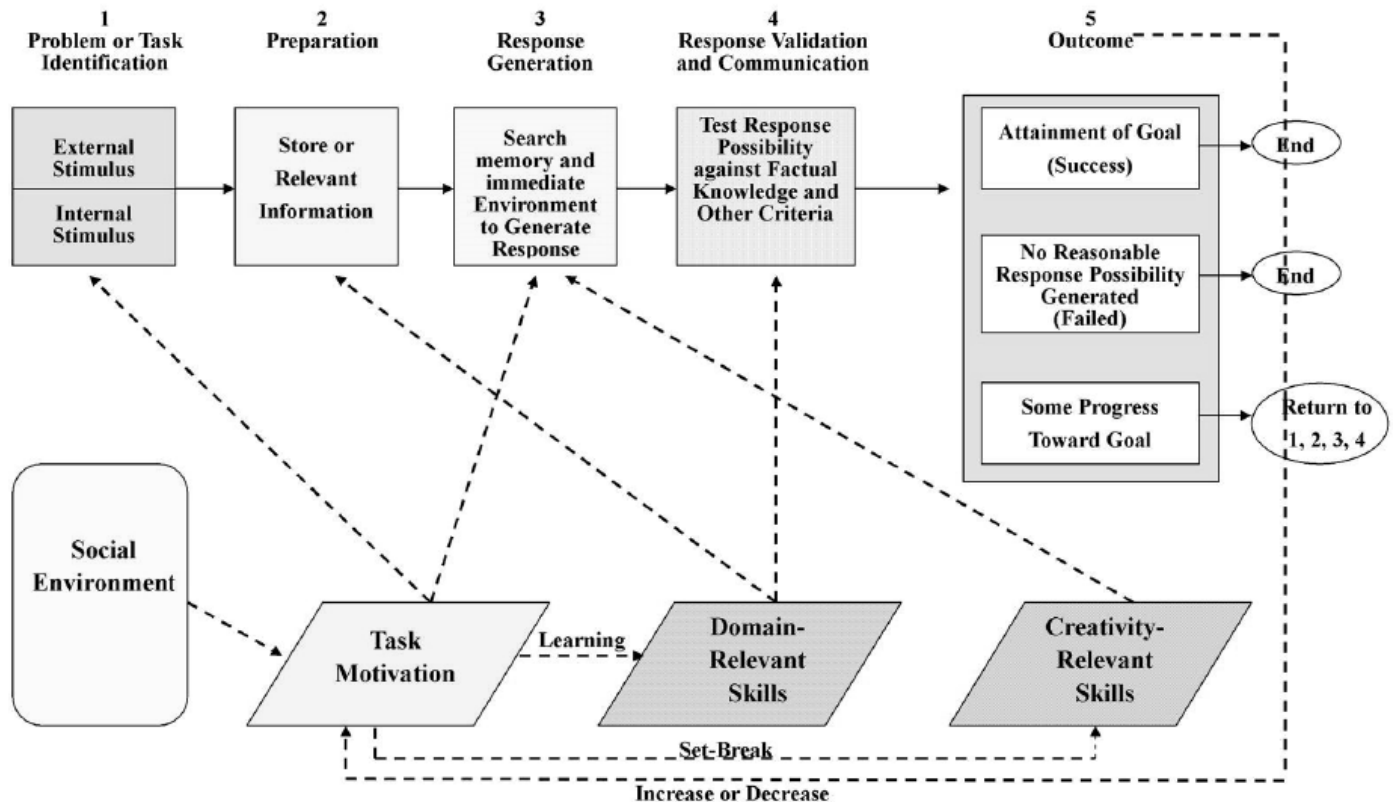 1
Problem or Task
Identification
2
Preparation
3
Response
Generation
4
Response Validation
and Communication
5
Outcome
External
Stimulus
Internal
Stimulus
Store or
Relevant
Information
Search
memory and
immediate
Environment
to Generate
Response
Test Response
Possibility
against Factual
Knowledge and
Other Criteria
Attainment of Goal
(Success)
End
No Reasonable
Response Possibility
Generated
(Failed)
End
Some Progress
Toward Goal
Return to
1, 2, 3, 4
Social
Environment
Task
Motivation
Learning
Domain-
Relevant
Skills
Creativity-
Relevant
Skills
Set-Break
Increase or Decrease